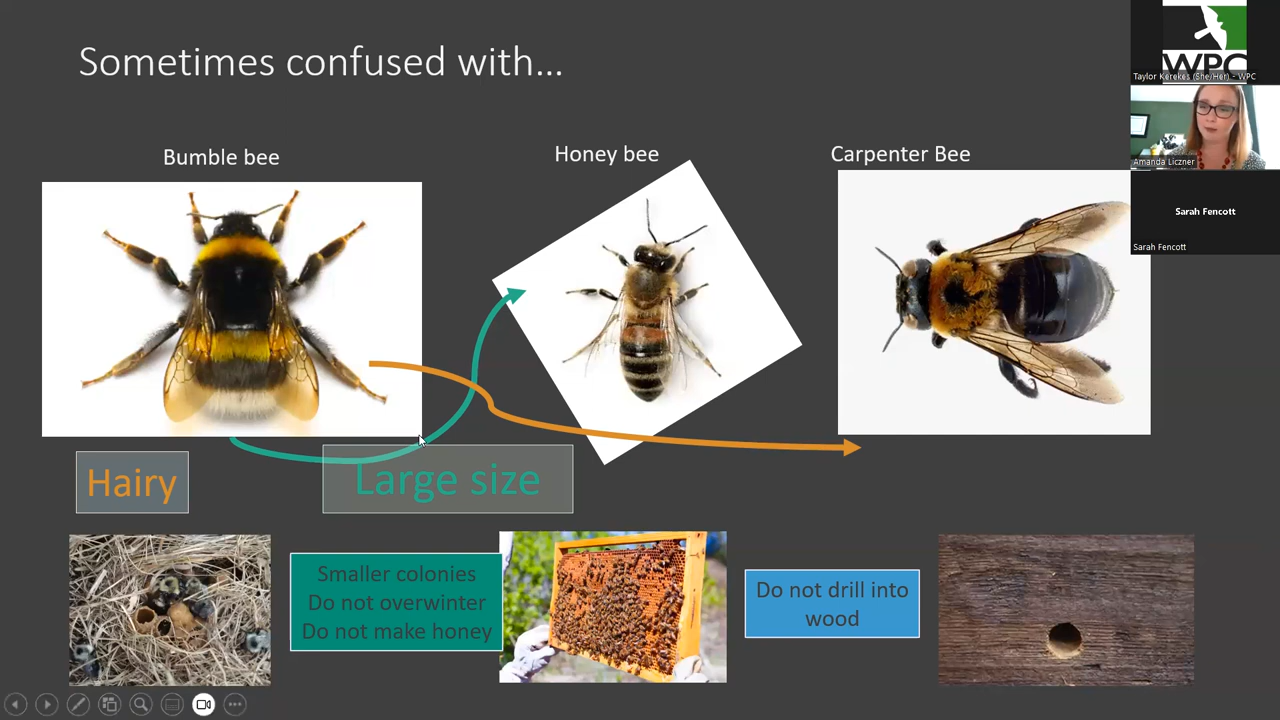 Sometimes confused with...
WPC
Taylor Kerekes (She/Her) - WPC
Amanda Liczner
Sarah Fencott
Sarah Fencott
Bumble bee
Honey bee
Carpenter Bee
Hairy
Large size
Smaller colonies
Do not overwinter
Do not make honey
Do not drill into
wood